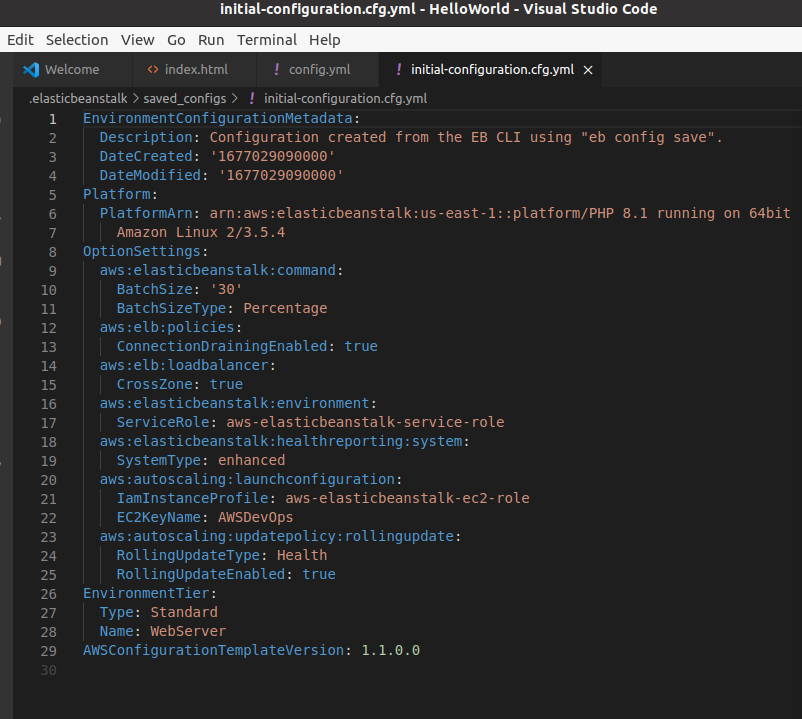 initial-configuration.cfg.yml - HelloWorld - Visual Studio Code
Edit Selection View Go Run Terminal Help
Welcome <> index.html ! config.yml ! initial-configuration.cfg.yml ×
.elasticbeanstalk > saved_configs > ! initial-configuration.cfg.yml
1 EnvironmentConfigurationMetadata:
2 Description: Configuration created from the EB CLI using "eb config save".
3 DateCreated: '1677029090000'
4 DateModified: '1677029090000'
5 Platform:
6 PlatformArn: arn:aws:elasticbeanstalk:us-east-1::platform/PHP 8.1 running on 64bit
7 Amazon Linux 2/3.5.4
8 OptionSettings:
9 aws:elasticbeanstalk:command:
10 BatchSize: '30'
11 BatchSizeType: Percentage
12 aws:elb:policies:
13 ConnectionDrainingEnabled: true
14 aws:elb:loadbalancer:
15 CrossZone: true
16 aws:elasticbeanstalk:environment:
17 ServiceRole: aws-elasticbeanstalk-service-role
18 aws:elasticbeanstalk:healthreporting:system:
19 SystemType: enhanced
20 aws:autoscaling:launchconfiguration:
21 IamInstanceProfile: aws-elasticbeanstalk-ec2-role
22 EC2KeyName: AWSDevOps
23 aws:autoscaling:updatepolicy:rollingupdate:
24 RollingUpdateType: Health
25 RollingUpdateEnabled: true
26 EnvironmentTier:
27 Type: Standard
28 Name: WebServer
29 AWSConfigurationTemplateVersion: 1.1.0.0
30